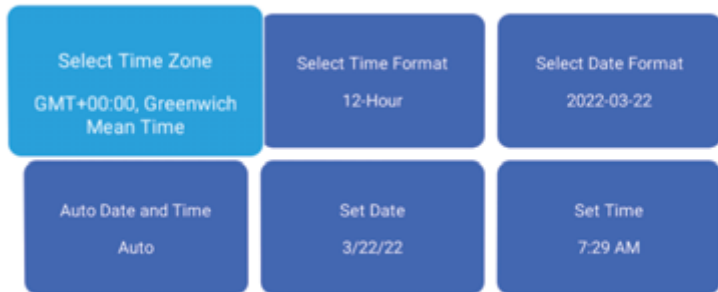 Select Time Zone
GMT+00:00, Greenwich
Mean Time
Select Time Format
12-Hour
Select Date Format
2022-03-22
Auto Date and Time
Auto
Set Date
3/22/22
Set Time
7:29 AM